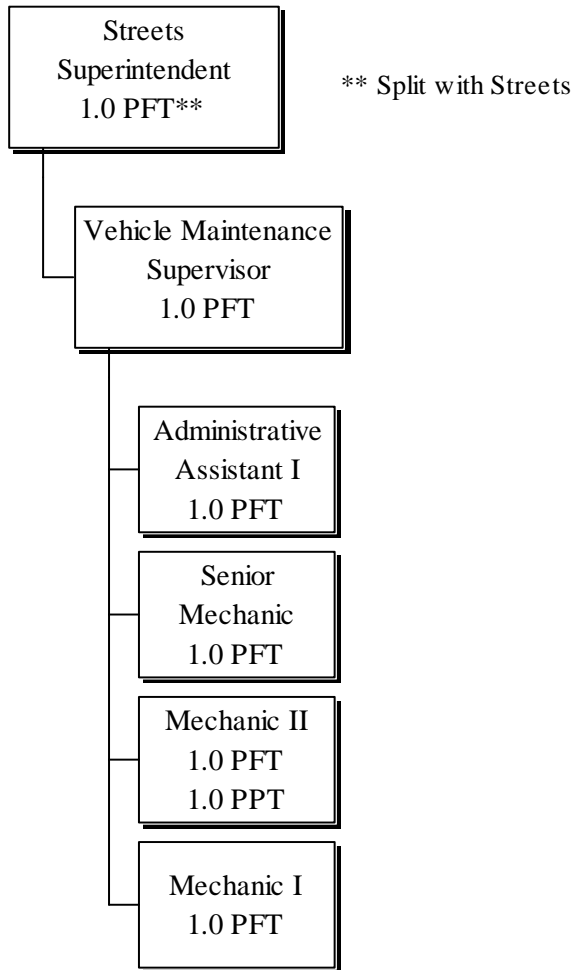 Streets
Superintendent
1.0 PFT**
** Split with Streets
Vehicle Maintenance
Supervisor
1.0 PFT
Administrative
Assistant I
1.0 PFT
Senior
Mechanic
1.0 PFT
Mechanic II
1.0 PFT
1.0 PPT
Mechanic I
1.0 PFT